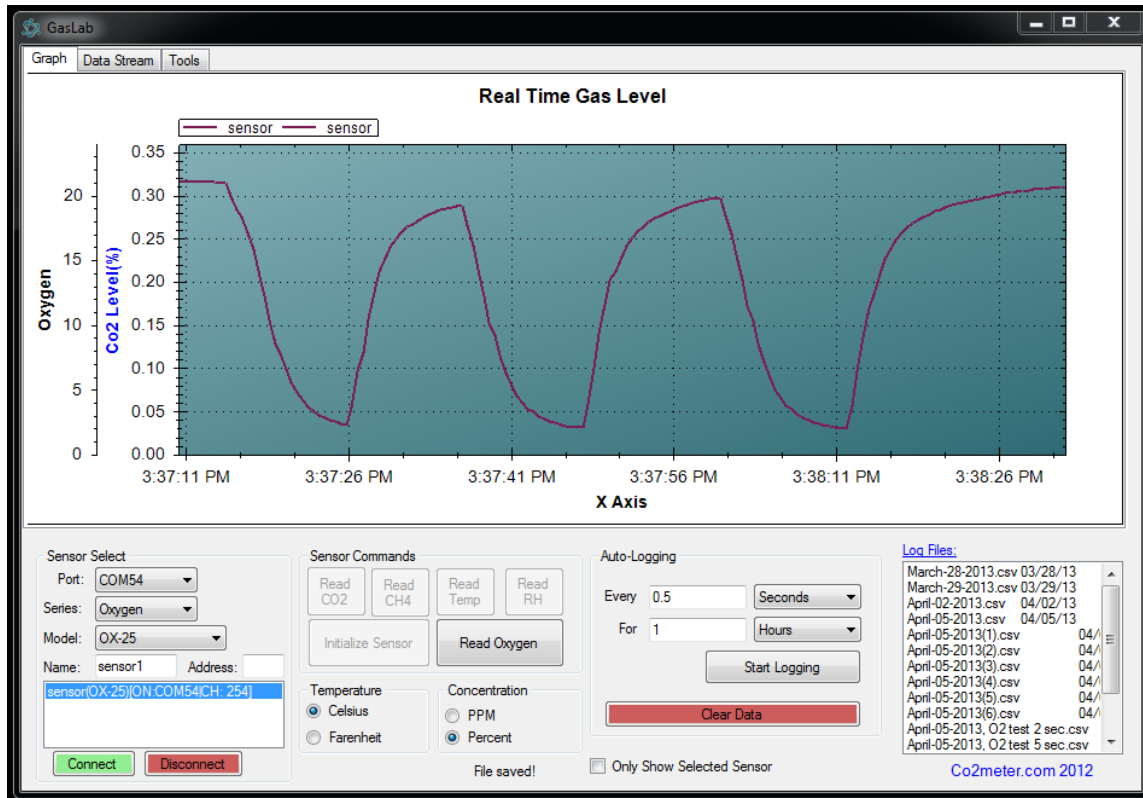 GasLab
Graph Data Stream Tools
Real Time Gas Level
sensor sensor
Oxygen
20
15
10
5
0
Co2 Level(%)
0.35
0.30
0.25
0.20
0.15
0.10
0.05
0.00
3:37:11 PM 3:37:26 PM 3:37:41 PM 3:37:56 PM 3:38:11 PM 3:38:26 PM
X Axis
Sensor Select
Port: COM54
Series: Oxygen
Model: OX-25
Name: sensor1 Address:
sensor(OX-25)[ON:COM54|CH: 254]
Connect Disconnect
Sensor Commands
Read CO2 Read CH4 Read Temp Read RH
Initialize Sensor Read Oxygen
Temperature
Celsius
Farenheit
Concentration
PPM
Percent
File saved!
Auto-Logging
Every 0.5 Seconds
For 1 Hours
Start Logging
Clear Data
Only Show Selected Sensor
Log Files:
March-28-2013.csv 03/28/13
March-29-2013.csv 03/29/13
April-02-2013.csv 04/02/13
April-05-2013.csv 04/05/13
April-05-2013(1).csv 04/
April-05-2013(2).csv 04/
April-05-2013(3).csv 04/
April-05-2013(4).csv 04/
April-05-2013(5).csv 04/
April-05-2013(6).csv 04/
April-05-2013, O2 test 2 sec.csv
April-05-2013, O2 test 5 sec.csv
Co2meter.com 2012